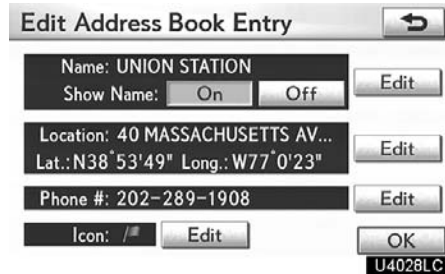 Edit Address Book Entry
Name: UNION STATION
Show Name: On Off
Edit
Location: 40 MASSACHUSETTS AV...
Lat.: N38°53'49" Long.: W77°0'23"
Edit
Phone #: 202-289-1908 Edit
Icon: Edit
OK
U4028LC